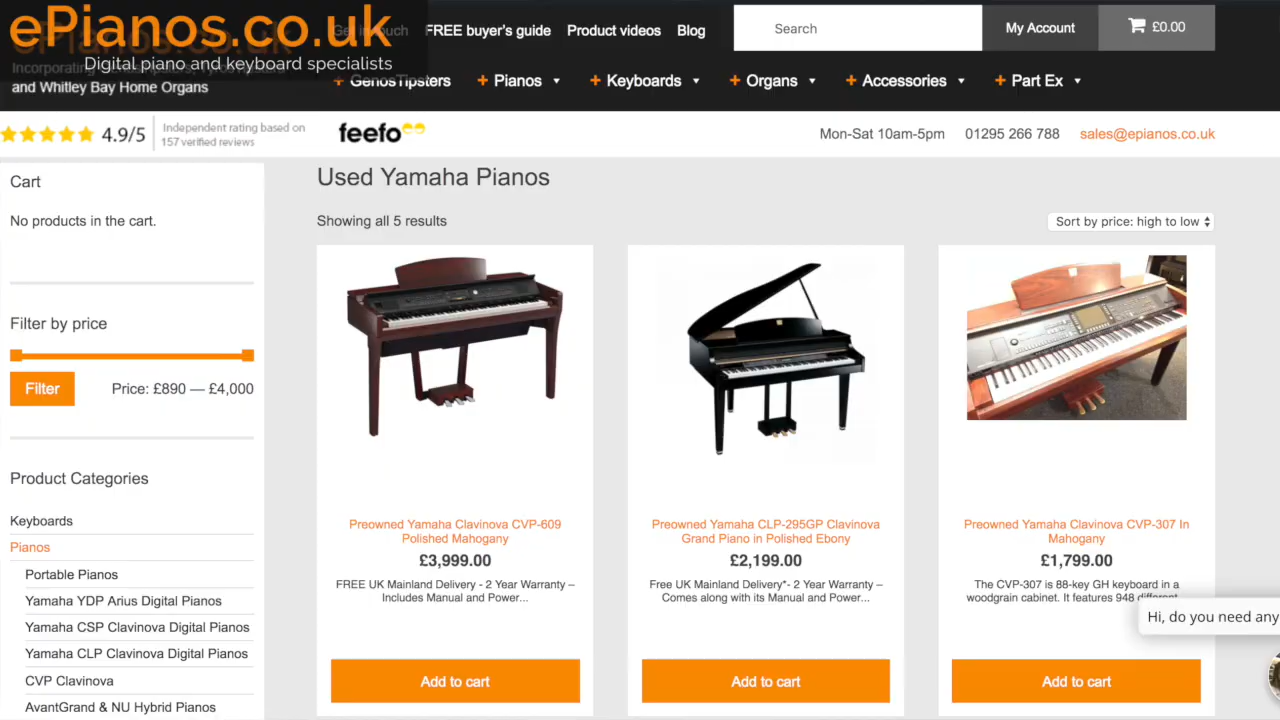 ePianos.co.uk
Digital piano and keyboard specialists
and Whitley Bay Home Organs
Get in touch FREE buyer's guide Product videos Blog
Search
My Account
£0.00
+ GenosTipsters + Pianos + Keyboards + Organs + Accessories + Part Ex
4.9/5
Independent rating based on
157 verified reviews
feefo
Mon-Sat 10am-5pm 01295 266 788 sales@epianos.co.uk
Cart
No products in the cart.
Filter by price
Filter
Price: £890 — £4,000
Product Categories
Keyboards
Pianos
Portable Pianos
Yamaha YDP Arius Digital Pianos
Yamaha CSP Clavinova Digital Pianos
Yamaha CLP Clavinova Digital Pianos
CVP Clavinova
AvantGrand & NU Hybrid Pianos
Used Yamaha Pianos
Showing all 5 results
Sort by price: high to low
Preowned Yamaha Clavinova CVP-609
Polished Mahogany
£3,999.00
FREE UK Mainland Delivery - 2 Year Warranty –
Includes Manual and Power...
Add to cart
Preowned Yamaha CLP-295GP Clavinova
Grand Piano in Polished Ebony
£2,199.00
Free UK Mainland Delivery*- 2 Year Warranty –
Comes along with its Manual and Power...
Add to cart
Preowned Yamaha Clavinova CVP-307 In
Mahogany
£1,799.00
The CVP-307 is 88-key GH keyboard in a
woodgrain cabinet. It features 948 different
Add to cart
Hi, do you need any